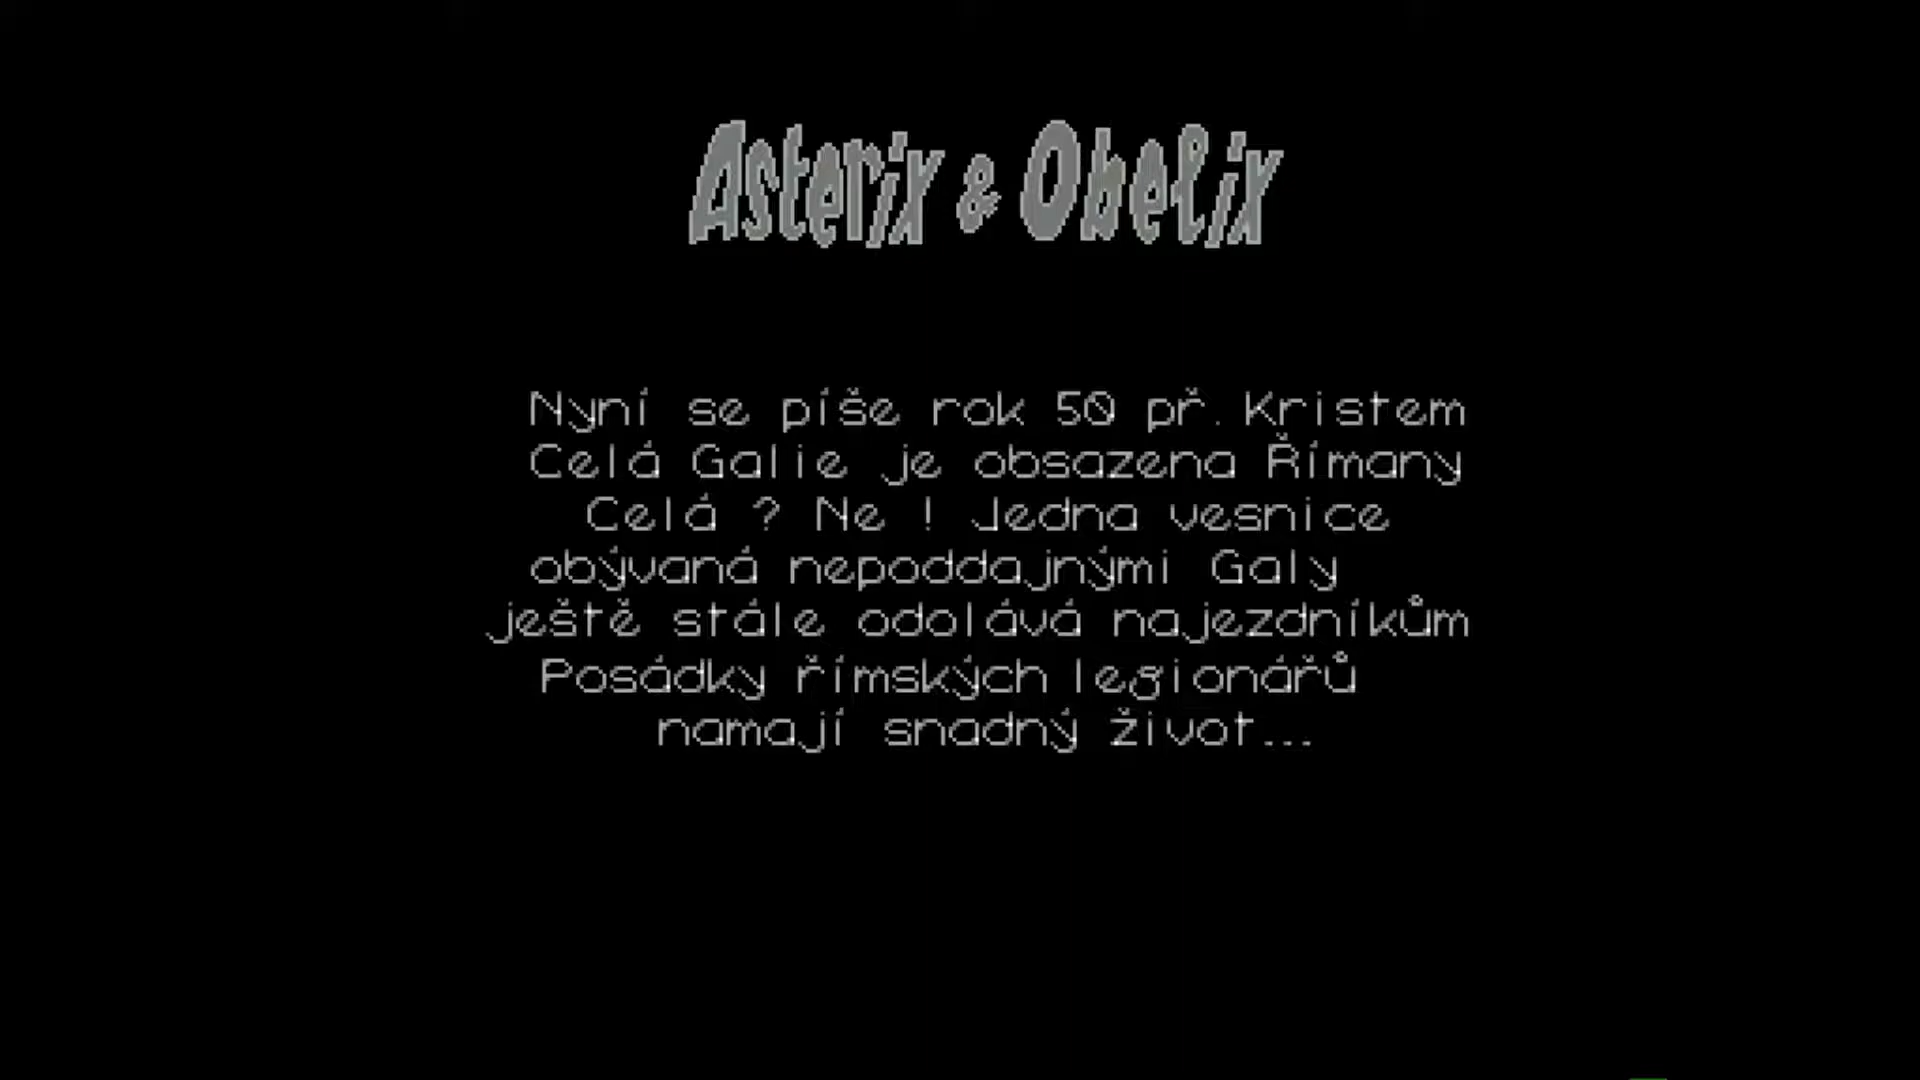 Asterix & Obelix
Nyní se píše rok 50 př. Kristem
Celá Galie je obsazena Římany
Celá ? Ne ! Jedna vesnice
obývaná nepoddajnými Galy
ještě stále odolává najezdníkům
Posádky římských legionářů
namají snadný život...